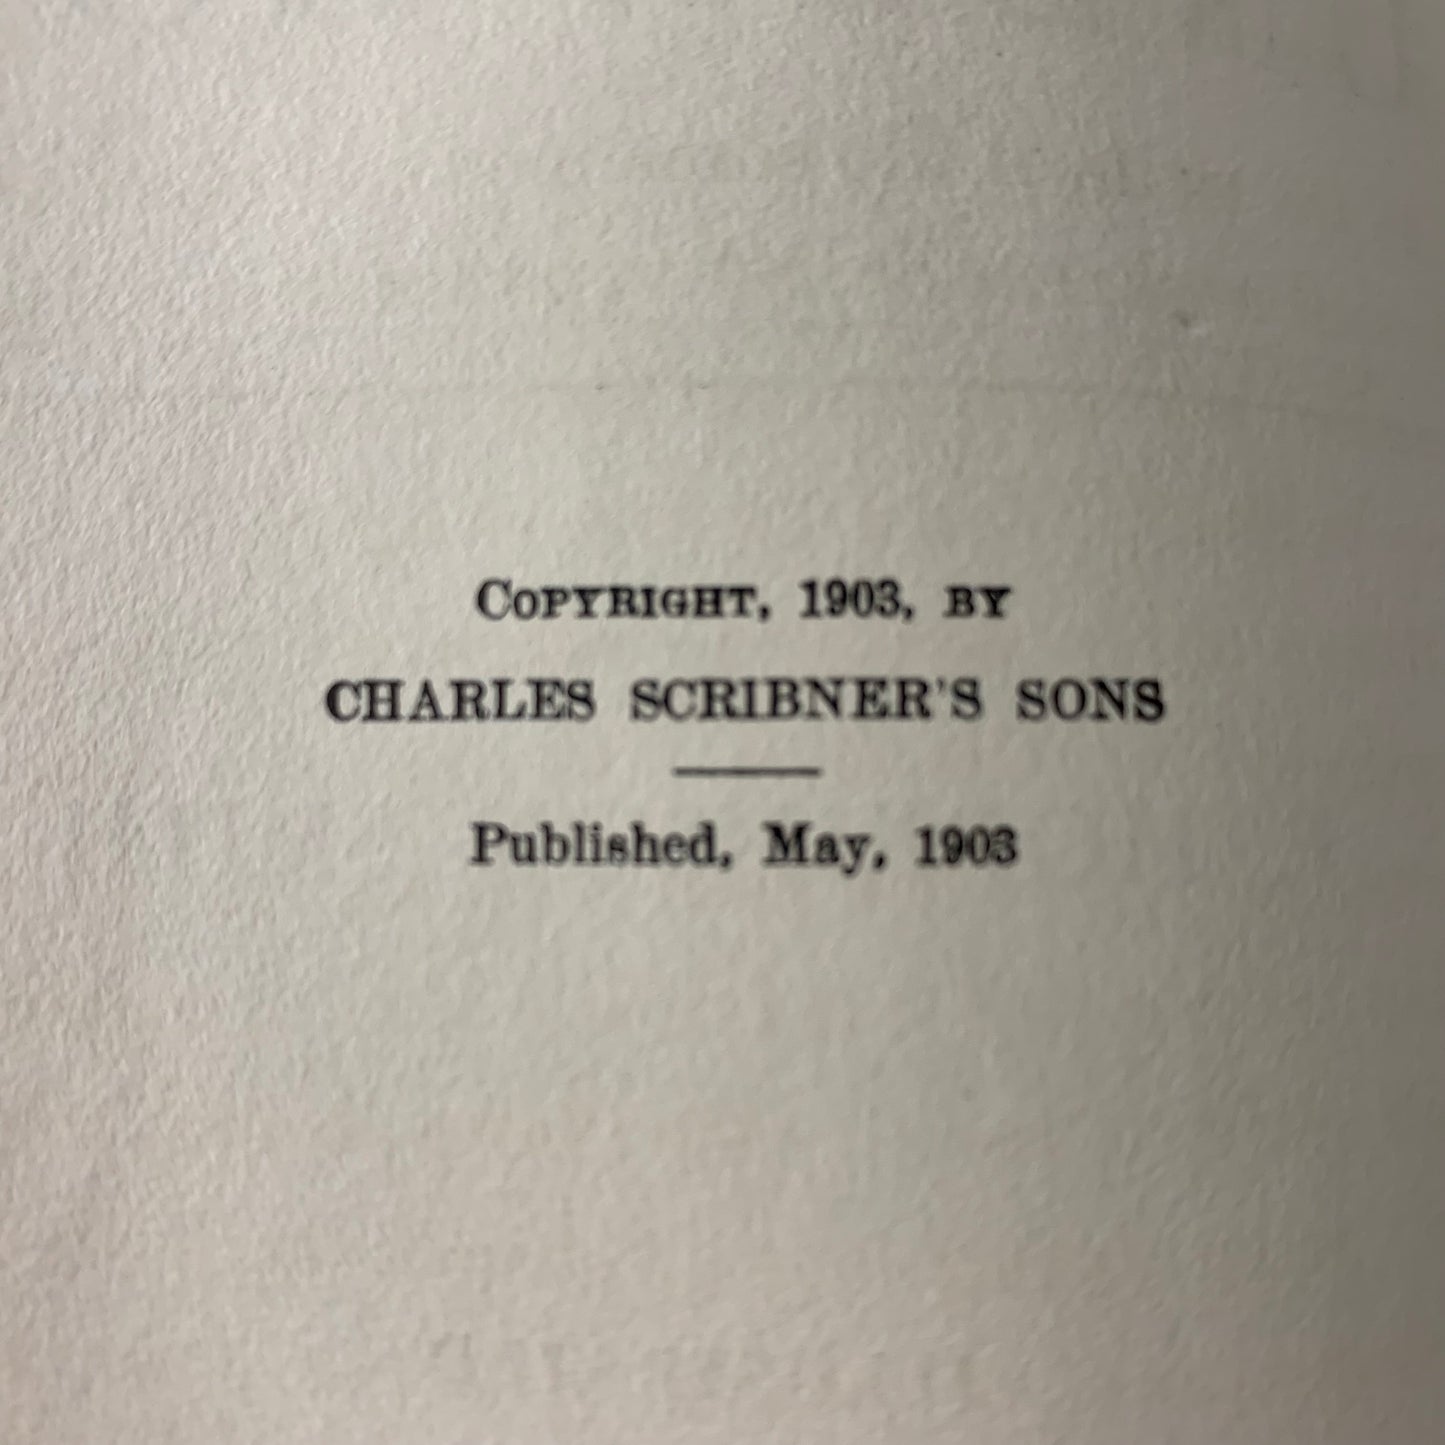 COPYRIGHT, 1903, BY
CHARLES SCRIBNER'S SONS
Published, May, 1903